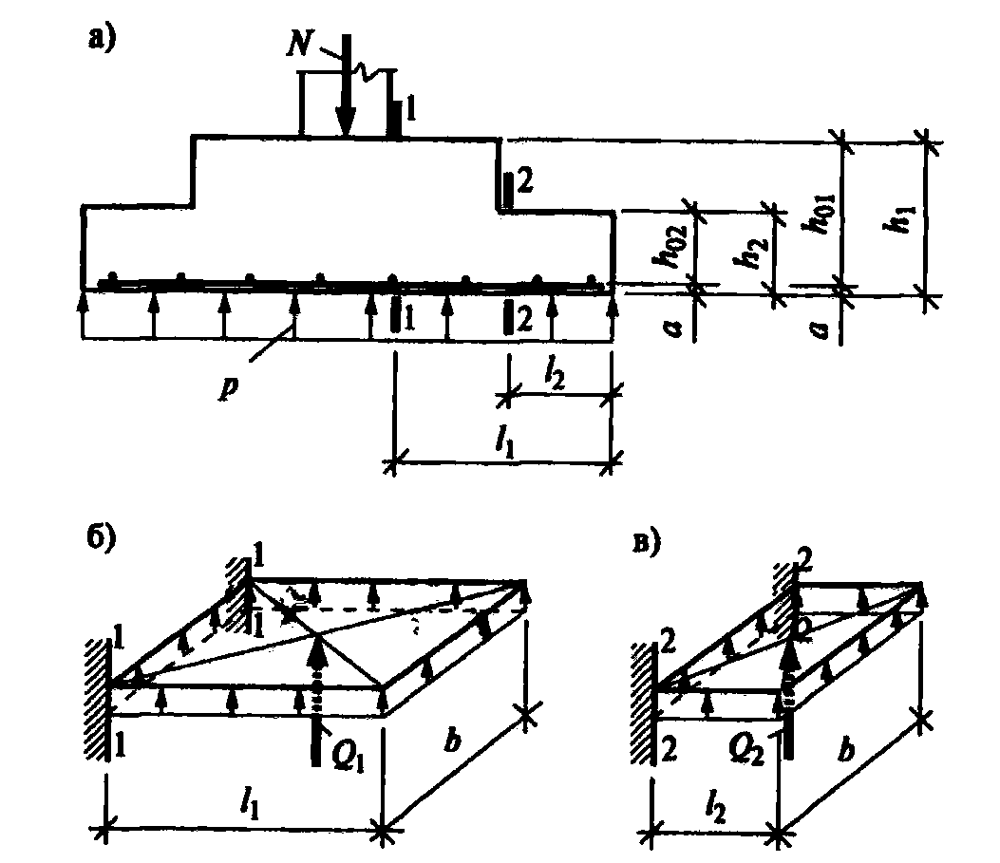 а)
N
1
2
h₀₂
h₂
h₀₁
h₁
a
a
1
2
p
l₂
l₁
б)
1
1
1
1
Q₁
l₁
b
в)
2
2
2
Q₂
l₂
b